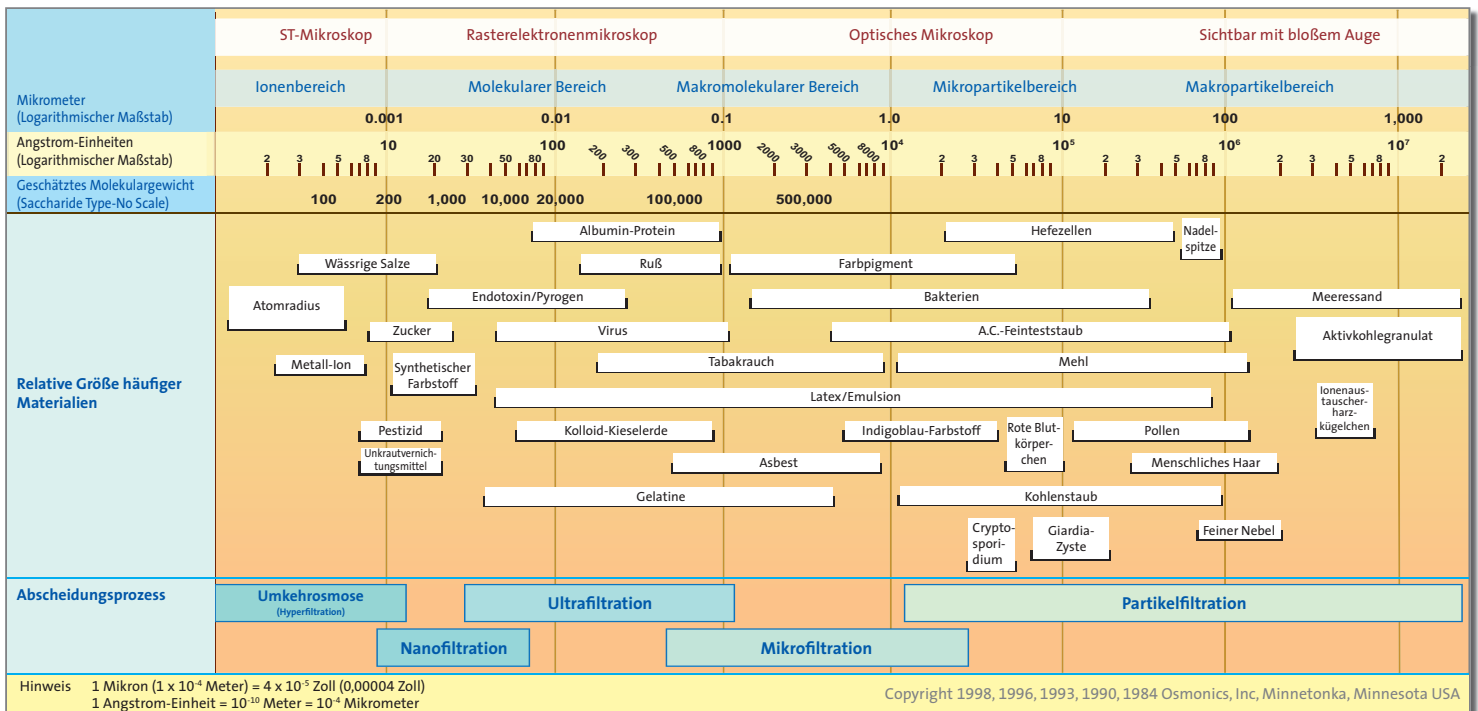 ST-Mikroskop Rasterelektronenmikroskop Optisches Mikroskop Sichtbar mit bloßem Auge
Ionenbereich Molekularer Bereich Makromolekularer Bereich Mikropartikelbereich Makropartikelbereich
Mikrometer
(Logarithmischer Maßstab)
0.001 0.01 0.1 1.0 10 100 1,000
Angstrom-Einheiten
(Logarithmischer Maßstab)
10 100 1000 10⁴ 10⁵ 10⁶ 10⁷
2 3 5 8 20 30 50 80 200 300 500 800 2000 3000 5000 8000 2 3 5 8 2 3 5 8 2 3 5 8 2
Geschätztes Molekulargewicht
(Saccharide Type-No Scale)
100 200 1,000 10,000 20,000 100,000 500,000
Relative Größe häufiger
Materialien
Albumin-Protein Hefezellen
Nadel-
spitze
Wässrige Salze Ruß Farbpigment
Atomradius Endotoxin/Pyrogen Bakterien Meeressand
Zucker Virus A.C.-Feinteststaub Aktivkohlegranulat
Metall-Ion
Synthetischer
Farbstoff
Tabakrauch Mehl
Latex/Emulsion
Ionenaus-
tauscher-
harz-
kügelchen
Pestizid Kolloid-Kieselerde Indigoblau-Farbstoff
Rote Blut-
körper-
chen
Pollen
Unkrautvernich-
tungsmittel
Asbest Menschliches Haar
Gelatine Kohlenstaub
Crypto-
spori-
dium
Giardia-
Zyste
Feiner Nebel
Abscheidungsprozess
Umkehrosmose
(Hyperfiltration)
Ultrafiltration Partikelfiltration
Nanofiltration Mikrofiltration
Hinweis 1 Mikron (1 x 10⁻⁴ Meter) = 4 x 10⁻⁵ Zoll (0,00004 Zoll)
1 Angstrom-Einheit = 10⁻¹⁰ Meter = 10⁻⁴ Mikrometer
Copyright 1998, 1996, 1993, 1990, 1984 Osmonics, Inc, Minnetonka, Minnesota USA